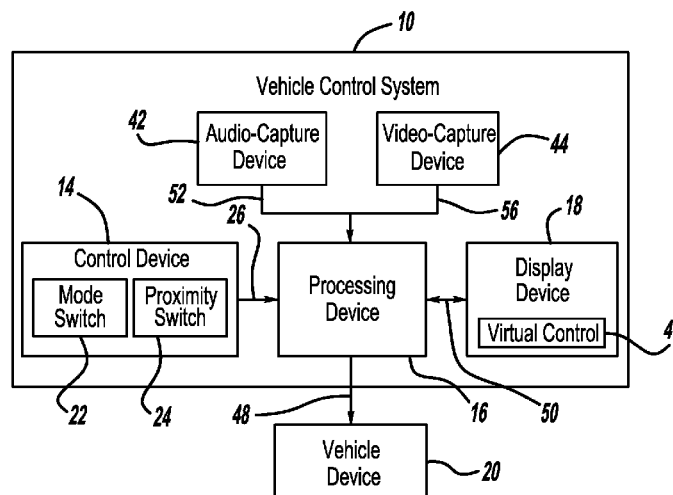 10
Vehicle Control System
42
Audio-Capture
Device
Video-Capture
Device
44
52
56
14
26
18
Control Device
Mode
Switch
Proximity
Switch
Processing
Device
Display
Device
Virtual Control
4
22
24
48
16
50
Vehicle
Device
20